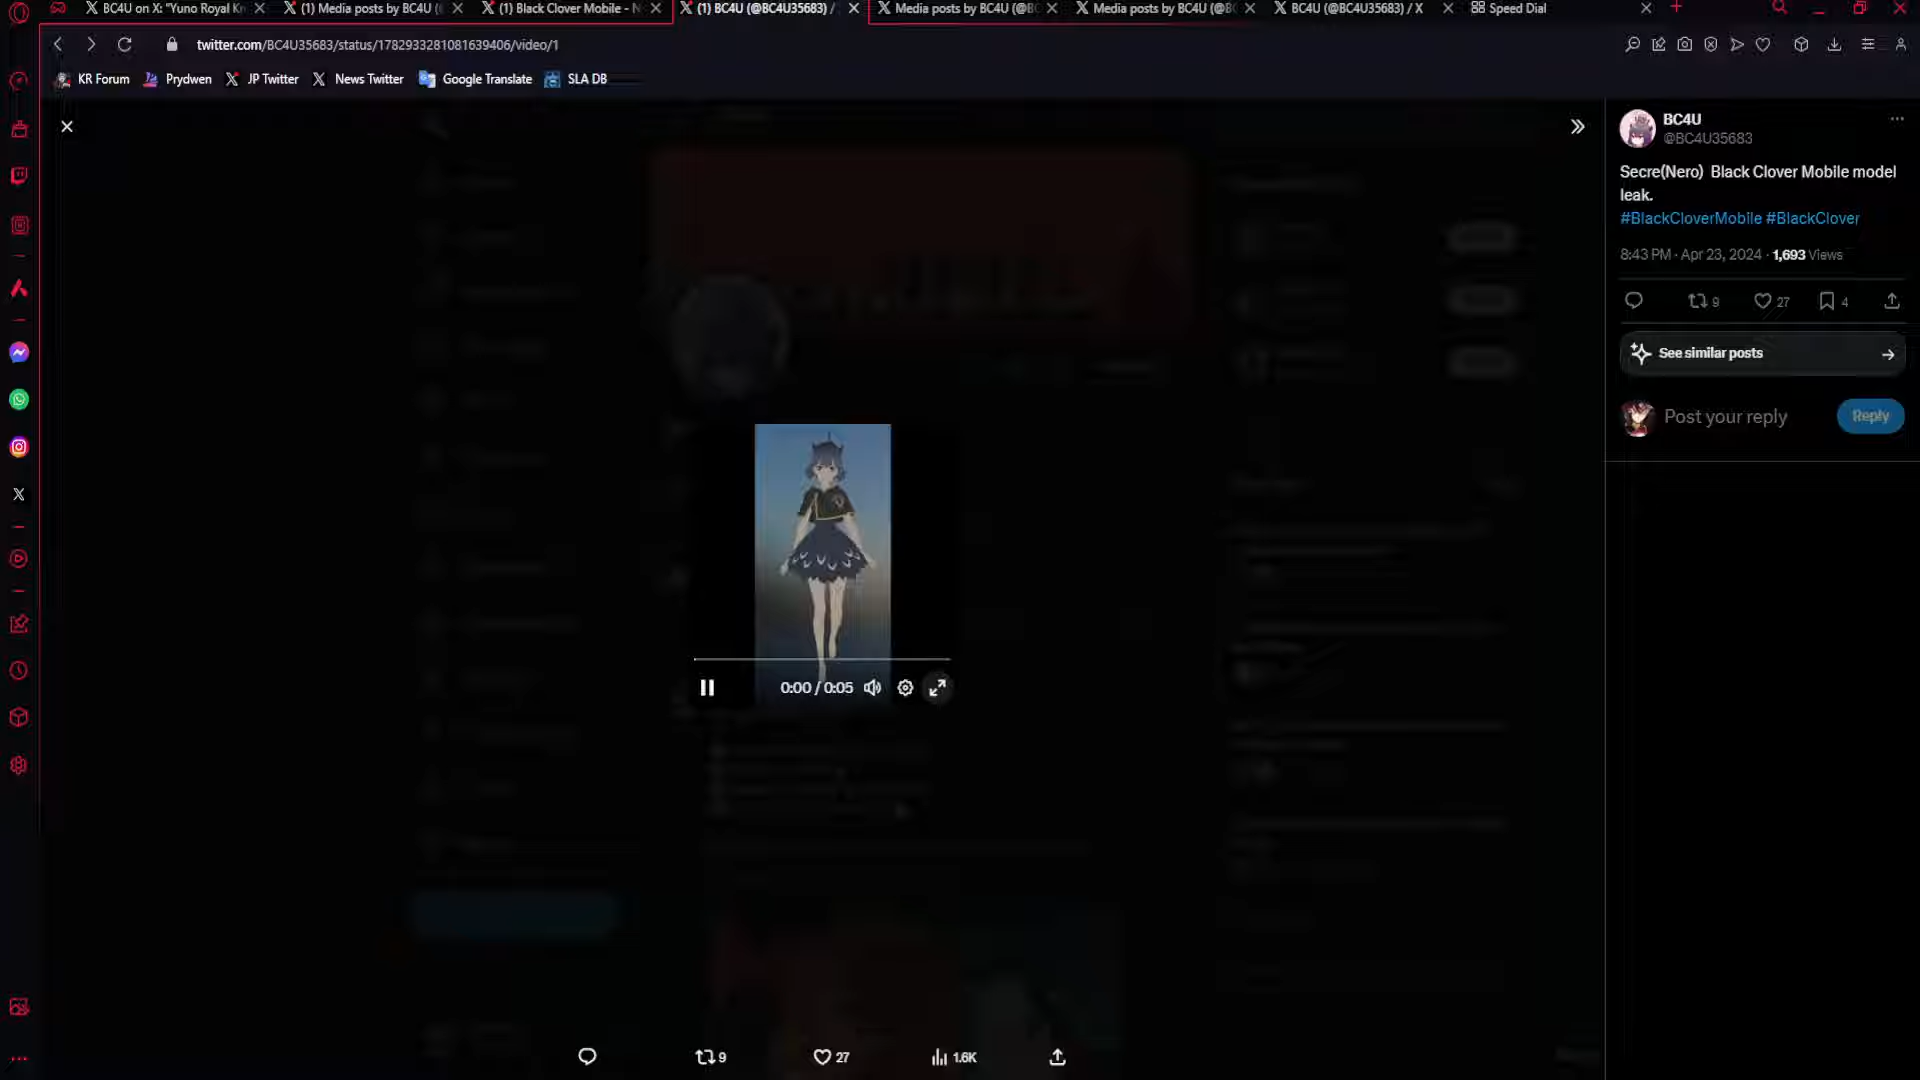 BC4U on X: "Yuno Royal Kn
(1) Media posts by BC4U (
(1) Black Clover Mobile - N
(1) BC4U (@BC4U35683) /
Media posts by BC4U (@BC
Media posts by BC4U (@BC
BC4U (@BC4U35683) / X
Speed Dial
twitter.com/BC4U35683/status/1782933281081639406/video/1
KR Forum
Prydwen
JP Twitter
News Twitter
Google Translate
SLA DB
BC4U
@BC4U35683
Secre(Nero) Black Clover Mobile model
leak.
#BlackCloverMobile #BlackClover
8:43 PM · Apr 23, 2024 · 1,693 Views
9
27
4
See similar posts
Post your reply
Reply
0:00 / 0:05
9
27
1.6K